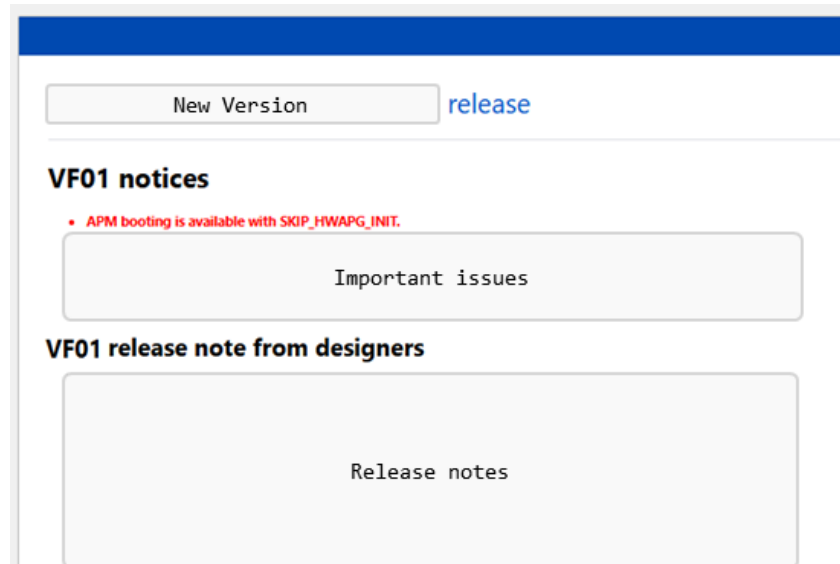 New Version release
VF01 notices
• APM booting is available with SKIP_HWAPG_INIT.
Important issues
VF01 release note from designers
Release notes